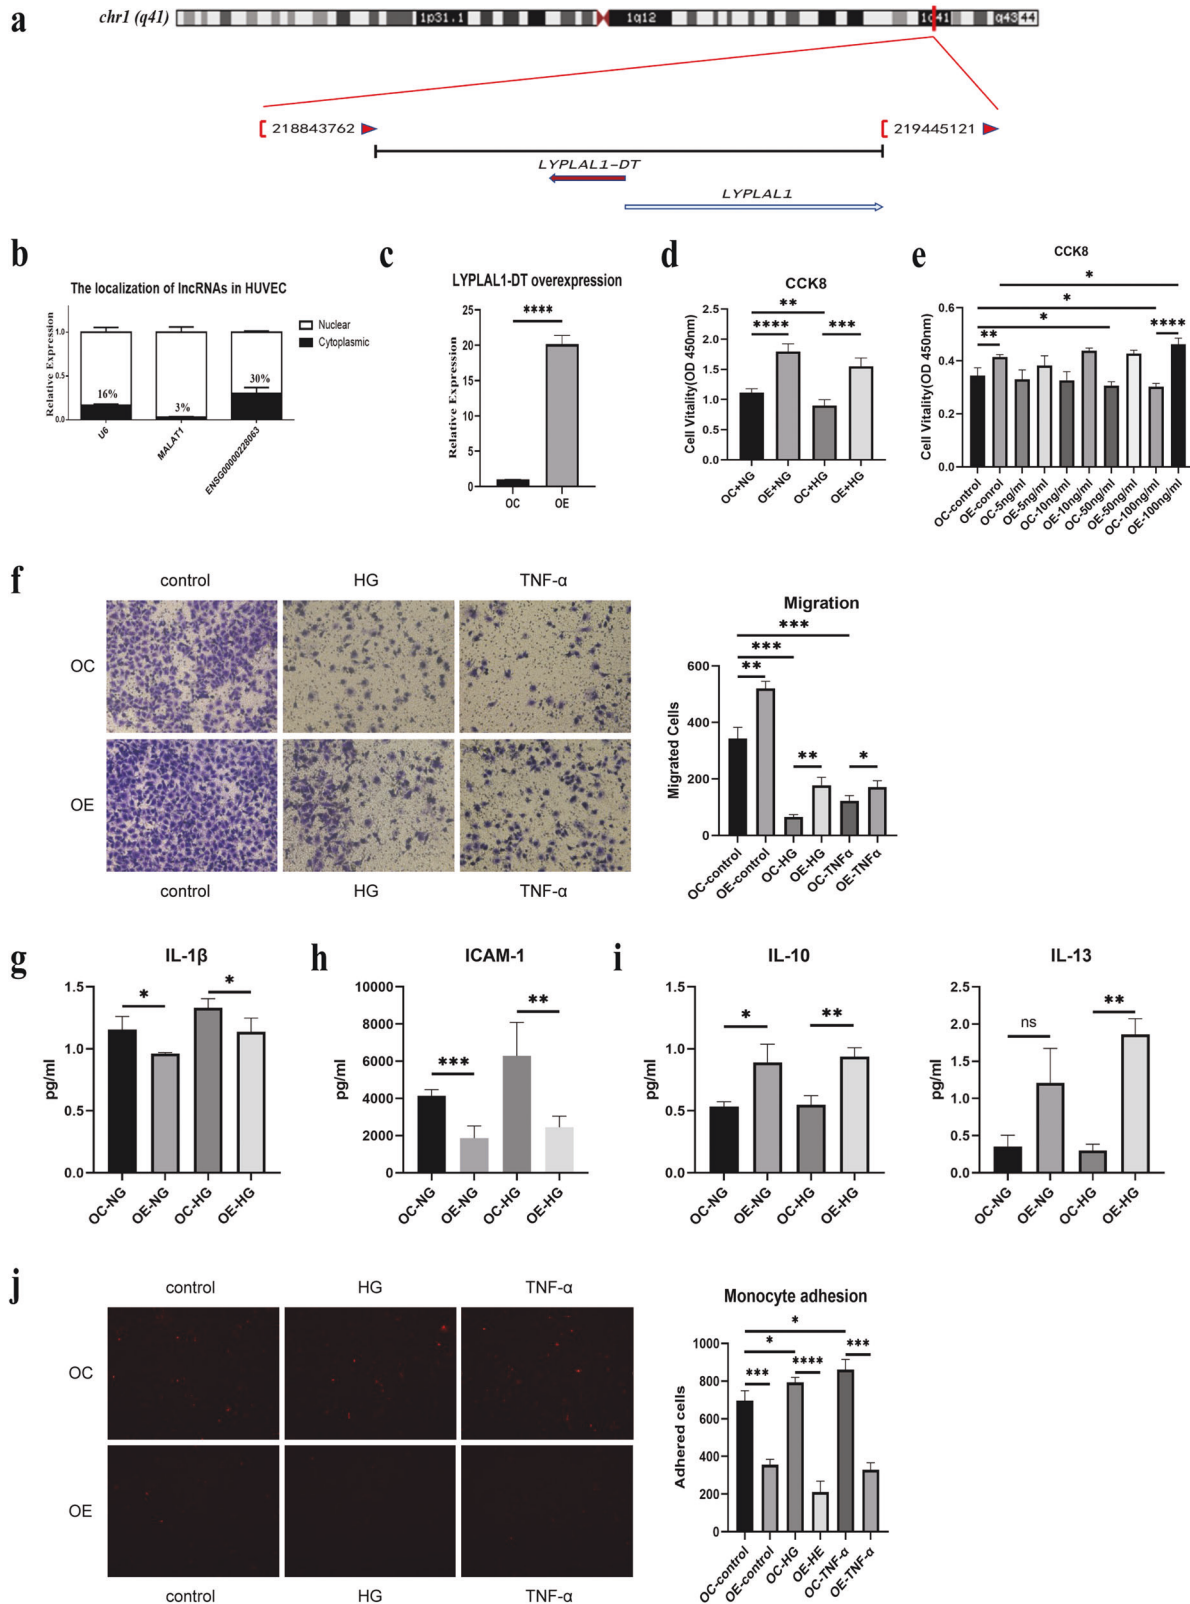 a
chr1 (q41)
1p31.1
1q12
1q41
q43
44
218843762
219445121
LYPLAL1-DT
LYPLAL1
b
The localization of lncRNAs in HUVEC
Relative Expression
1.0
0.5
0.0
16%
3%
30%
Nuclear
Cytoplasmic
U6
MALAT1
ENSG00000228063
c
LYPLAL1-DT overexpression
Relative Expression
25
20
15
10
5
0
****
OC
OE
d
CCK8
Cell Vitality(OD 450nm)
2.5
2.0
1.5
1.0
0.5
0.0
**
****
***
OC+NG
OE+NG
OC+HG
OE+HG
e
CCK8
Cell Vitality(OD 450nm)
0.6
0.4
0.2
0.0
*
*
*
**
****
OC-control
OE-conrol
OC-5ng/ml
OE-5ng/ml
OC-10ng/ml
OE-10ng/ml
OC-50ng/ml
OE-50ng/ml
OC-100ng/ml
OE-100ng/ml
f
control
HG
TNF-α
OC
OE
control
HG
TNF-α
Migration
Migrated Cells
600
400
200
0
***
***
**
**
*
OC-control
OE-control
OC-HG
OE-HG
OC-TNFα
OE-TNFα
g
IL-1β
pg/ml
1.5
1.0
0.5
0.0
*
*
OC-NG
OE-NG
OC-HG
OE-HG
h
ICAM-1
pg/ml
10000
8000
6000
4000
2000
0
***
**
OC-NG
OE-NG
OC-HG
OE-HG
i
IL-10
pg/ml
1.5
1.0
0.5
0.0
*
**
OC-NG
OE-NG
OC-HG
OE-HG
IL-13
pg/ml
2.5
2.0
1.5
1.0
0.5
0.0
ns
**
OC-NG
OE-NG
OC-HG
OE-HG
j
control
HG
TNF-α
OC
OE
control
HG
TNF-α
Monocyte adhesion
Adhered cells
1000
800
600
400
200
0
*
*
***
****
***
OC-control
OE-control
OC-HG
OE-HE
OC-TNF-α
OE-TNF-α